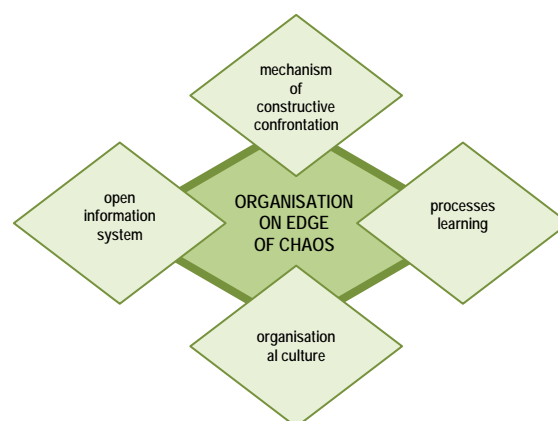 mechanism
of
constructive
confrontation
open
information
system
ORGANISATION
ON EDGE
OF CHAOS
processes
learning
organisation
al culture